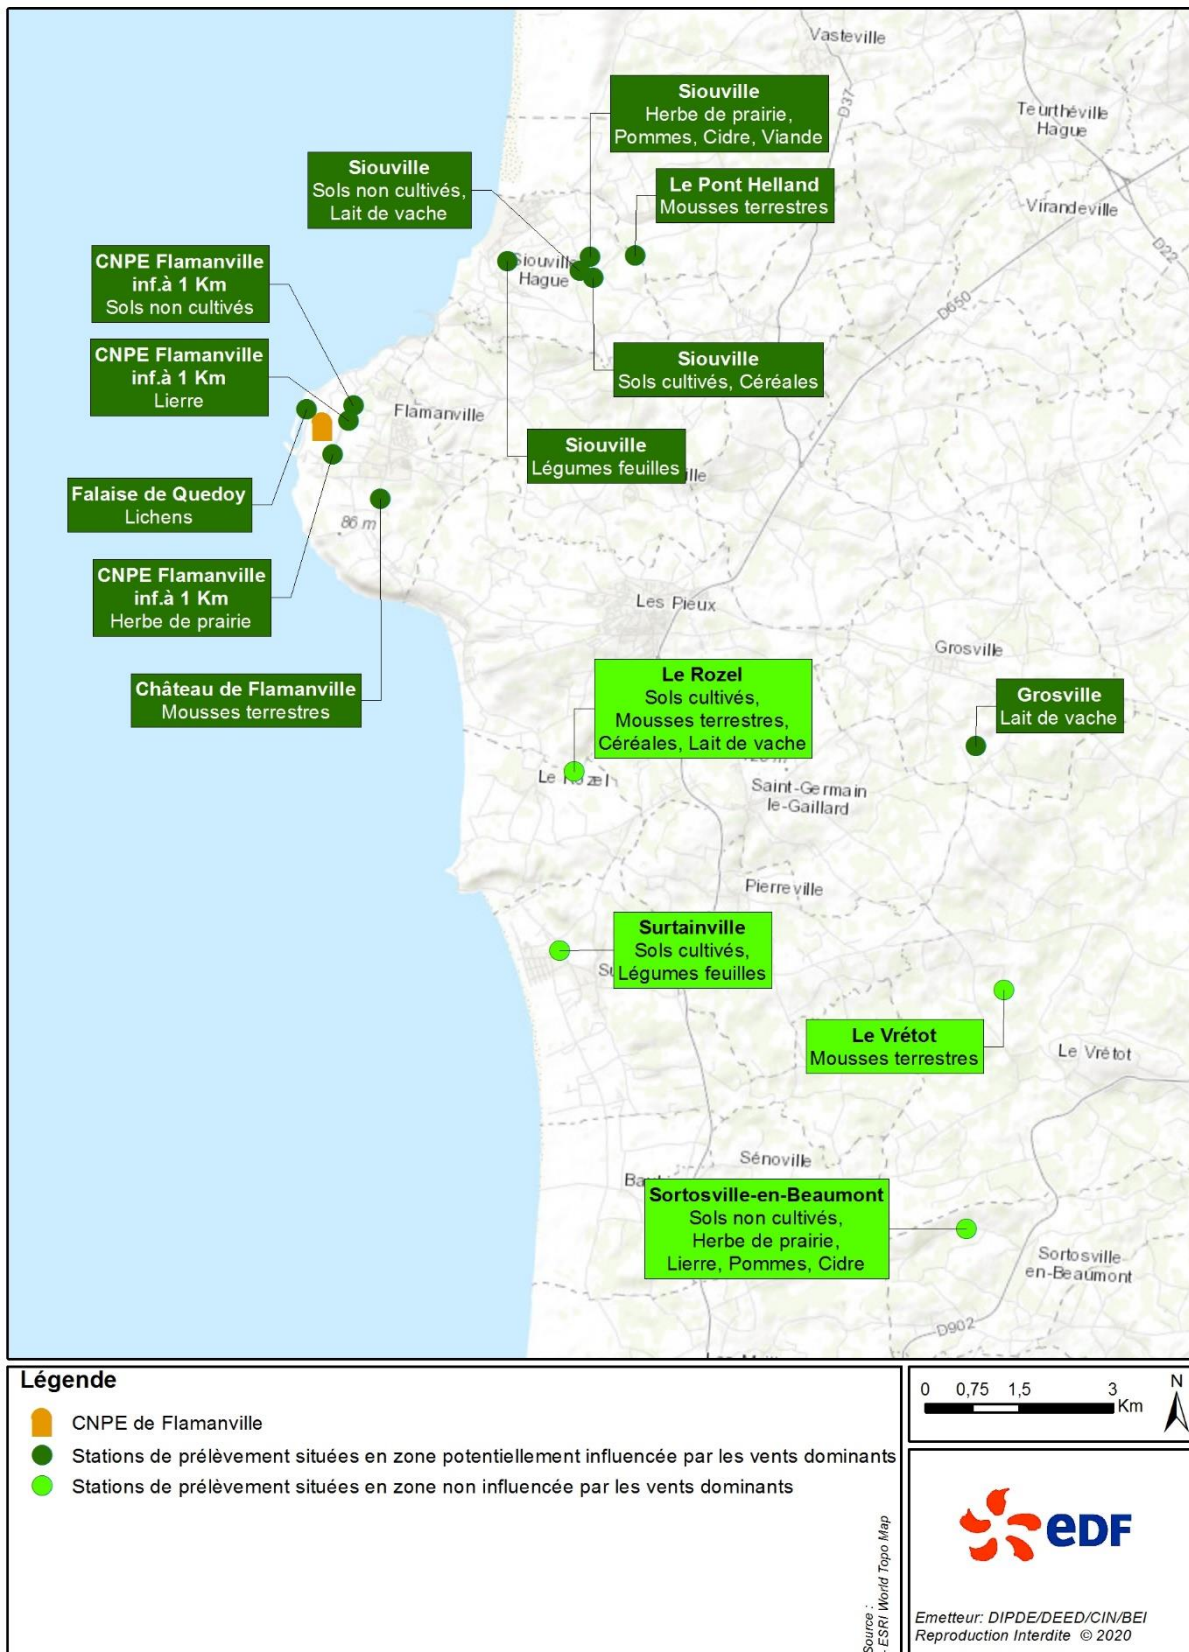 Vasteville
Siouville
Herbe de prairie,
Pommes, Cidre, Viande
D37
Teurthéville
Hague
Siouville
Sols non cultivés,
Lait de vache
Le Pont Helland
Mousses terrestres
Virandeville
D22
CNPE Flamanville
inf.à 1 Km
Sols non cultivés
Siouville
Hague
D650
CNPE Flamanville
inf.à 1 Km
Lierre
Siouville
Sols cultivés, Céréales
Flamanville
Siouville
Légumes feuilles
ville
Falaise de Quedoy
Lichens
86 m
CNPE Flamanville
inf.à 1 Km
Herbe de prairie
Les Pieux
Grosville
Château de Flamanville
Mousses terrestres
Le Rozel
Sols cultivés,
Mousses terrestres,
Céréales, Lait de vache
Grosville
Lait de vache
Le Rozel
Saint-Germain
le-Gaillard
Pierreville
Surtainville
Sols cultivés,
Légumes feuilles
Le Vrétot
Mousses terrestres
Le Vrétot
Sénoville
Sortosville-en-Beaumont
Sols non cultivés,
Herbe de prairie,
Lierre, Pommes, Cidre
Sortosville-
en-Beaumont
D902
Légende
CNPE de Flamanville
Stations de prélèvement situées en zone potentiellement influencée par les vents dominants
Stations de prélèvement situées en zone non influencée par les vents dominants
Source :
- ESRI World Topo Map
0 0,75 1,5 3
Km
N
eDF
Emetteur: DIPDE/DEED/CIN/BEI
Reproduction Interdite © 2020